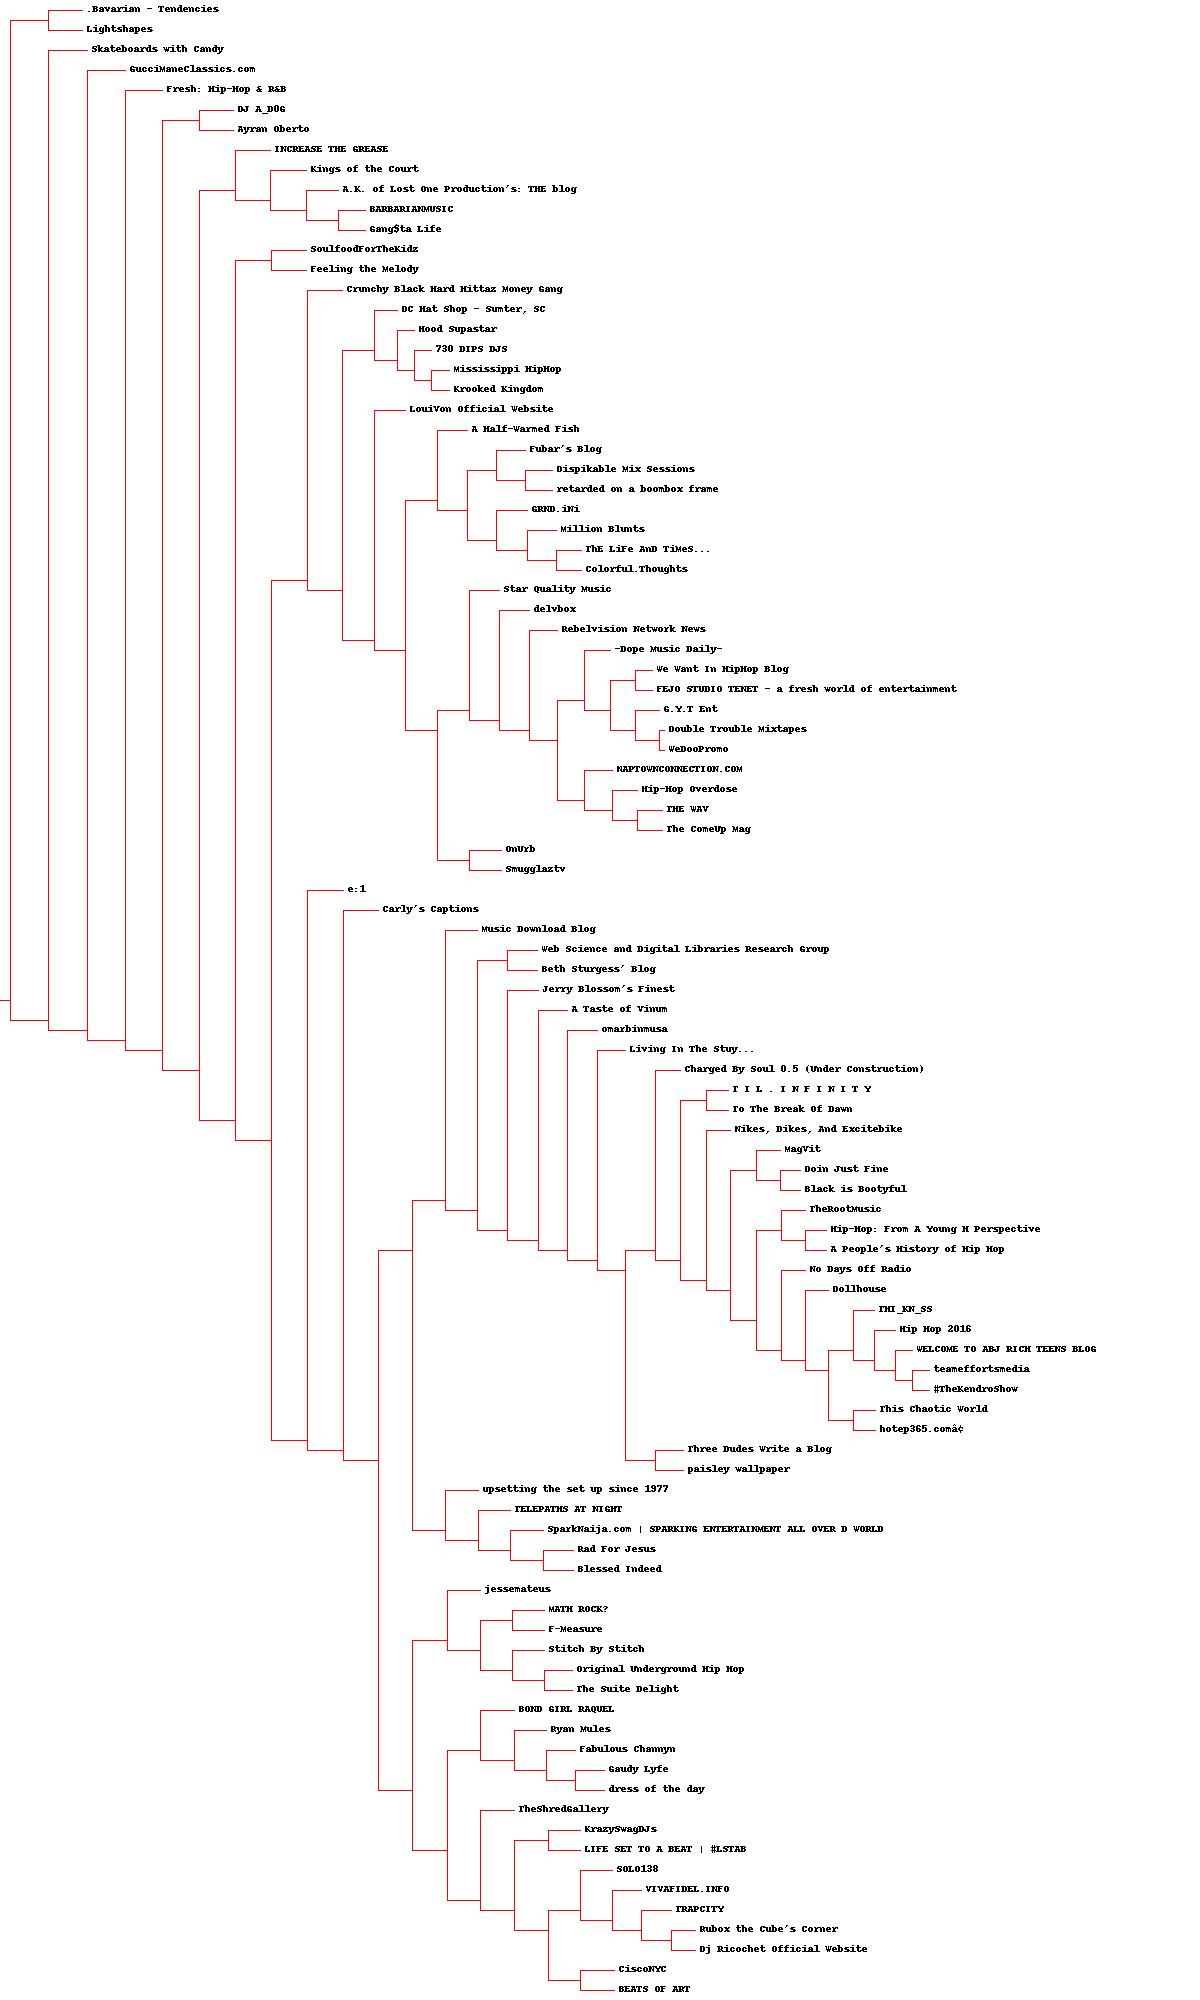 .Bavarian - Tendencies
Lightshapes
Skateboards with Candy
GucciManeClassics.com
Fresh: Hip-Hop & R&B
DJ A_DOG
Ayran Oberto
INCREASE THE GREASE
Kings of the Court
A.K. of Lost One Production's: THE blog
BARBARIANMUSIC
Gang$ta Life
SoulfoodForTheKidz
Feeling the Melody
Crunchy Black Hard Hittaz Money Gang
DC Hat Shop - Sumter, SC
Hood Supastar
730 DIPS DJS
Mississippi HipHop
Krooked Kingdom
LouiVon Official Website
A Half-Warmed Fish
Fubar's Blog
Dispikable Mix Sessions
retarded on a boombox frame
GRND.iNi
Million Blunts
ThE LiFe AnD TiMeS...
Colorful.Thoughts
Star Quality Music
delvbox
Rebelvision Network News
-Dope Music Daily-
We Want In HipHop Blog
FEJO STUDIO TENET - a fresh world of entertainment
G.Y.T Ent
Double Trouble Mixtapes
WeDooPromo
NAPTOWNCONNECTION.COM
Hip-Hop Overdose
THE WAV
The ComeUp Mag
OnUrb
Smugglaztv
e:1
Carly's Captions
Music Download Blog
Web Science and Digital Libraries Research Group
Beth Sturgess' Blog
Jerry Blossom's Finest
A Taste of Vinum
omarbinmusa
Living In The Stuy...
Charged By Soul 0.5 (Under Construction)
T I L . I N F I N I T Y
To The Break Of Dawn
Nikes, Dikes, And Excitebike
MagVit
Doin Just Fine
Black is Bootyful
TheRootMusic
Hip-Hop: From A Young H Perspective
A People's History of Hip Hop
No Days Off Radio
Dollhouse
THI_KN_SS
Hip Hop 2016
WELCOME TO ABJ RICH TEENS BLOG
teameffortsmedia
#TheKendroShow
This Chaotic World
hotep365.comâ¢
Three Dudes Write a Blog
paisley wallpaper
upsetting the set up since 1977
TELEPATHS AT NIGHT
SparkNaija.com | SPARKING ENTERTAINMENT ALL OVER D WORLD
Rad For Jesus
Blessed Indeed
jessemateus
MATH ROCK?
F-Measure
Stitch By Stitch
Original Underground Hip Hop
The Suite Delight
BOND GIRL RAQUEL
Ryan Mules
Fabulous Channyn
Gaudy Lyfe
dress of the day
TheShredGallery
KrazySwagDJs
LIFE SET TO A BEAT | #LSTAB
SOLO138
VIVAFIDEL.INFO
TRAPCITY
Rubox the Cube's Corner
Dj Ricochet Official Website
CiscoNYC
BEATS OF ART